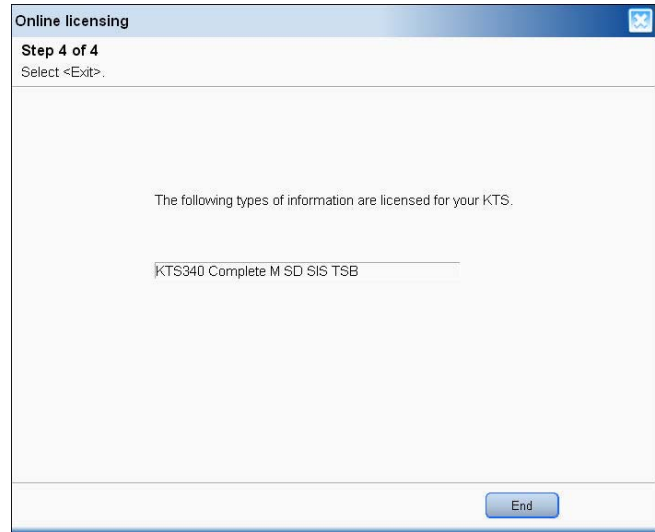 Online licensing
Step 4 of 4
Select <Exit>.
The following types of information are licensed for your KTS.
KTS340 Complete M SD SIS TSB
End